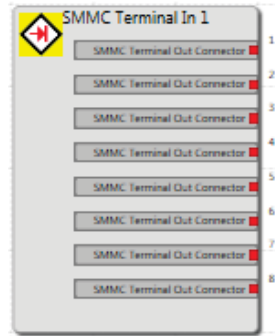 SMMC Terminal In 1
1
SMMC Terminal Out Connector
2
SMMC Terminal Out Connector
3
SMMC Terminal Out Connector
4
SMMC Terminal Out Connector
5
SMMC Terminal Out Connector
6
SMMC Terminal Out Connector
7
SMMC Terminal Out Connector
8
SMMC Terminal Out Connector